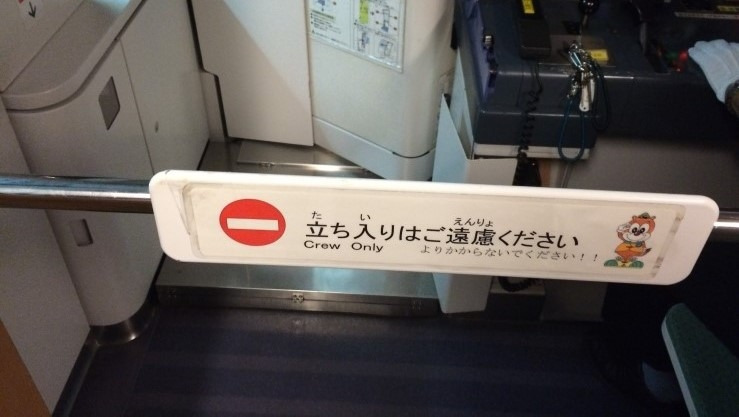 た い えんりょ
立ち入りはご遠慮ください
Crew Only
よりかからないでください！！